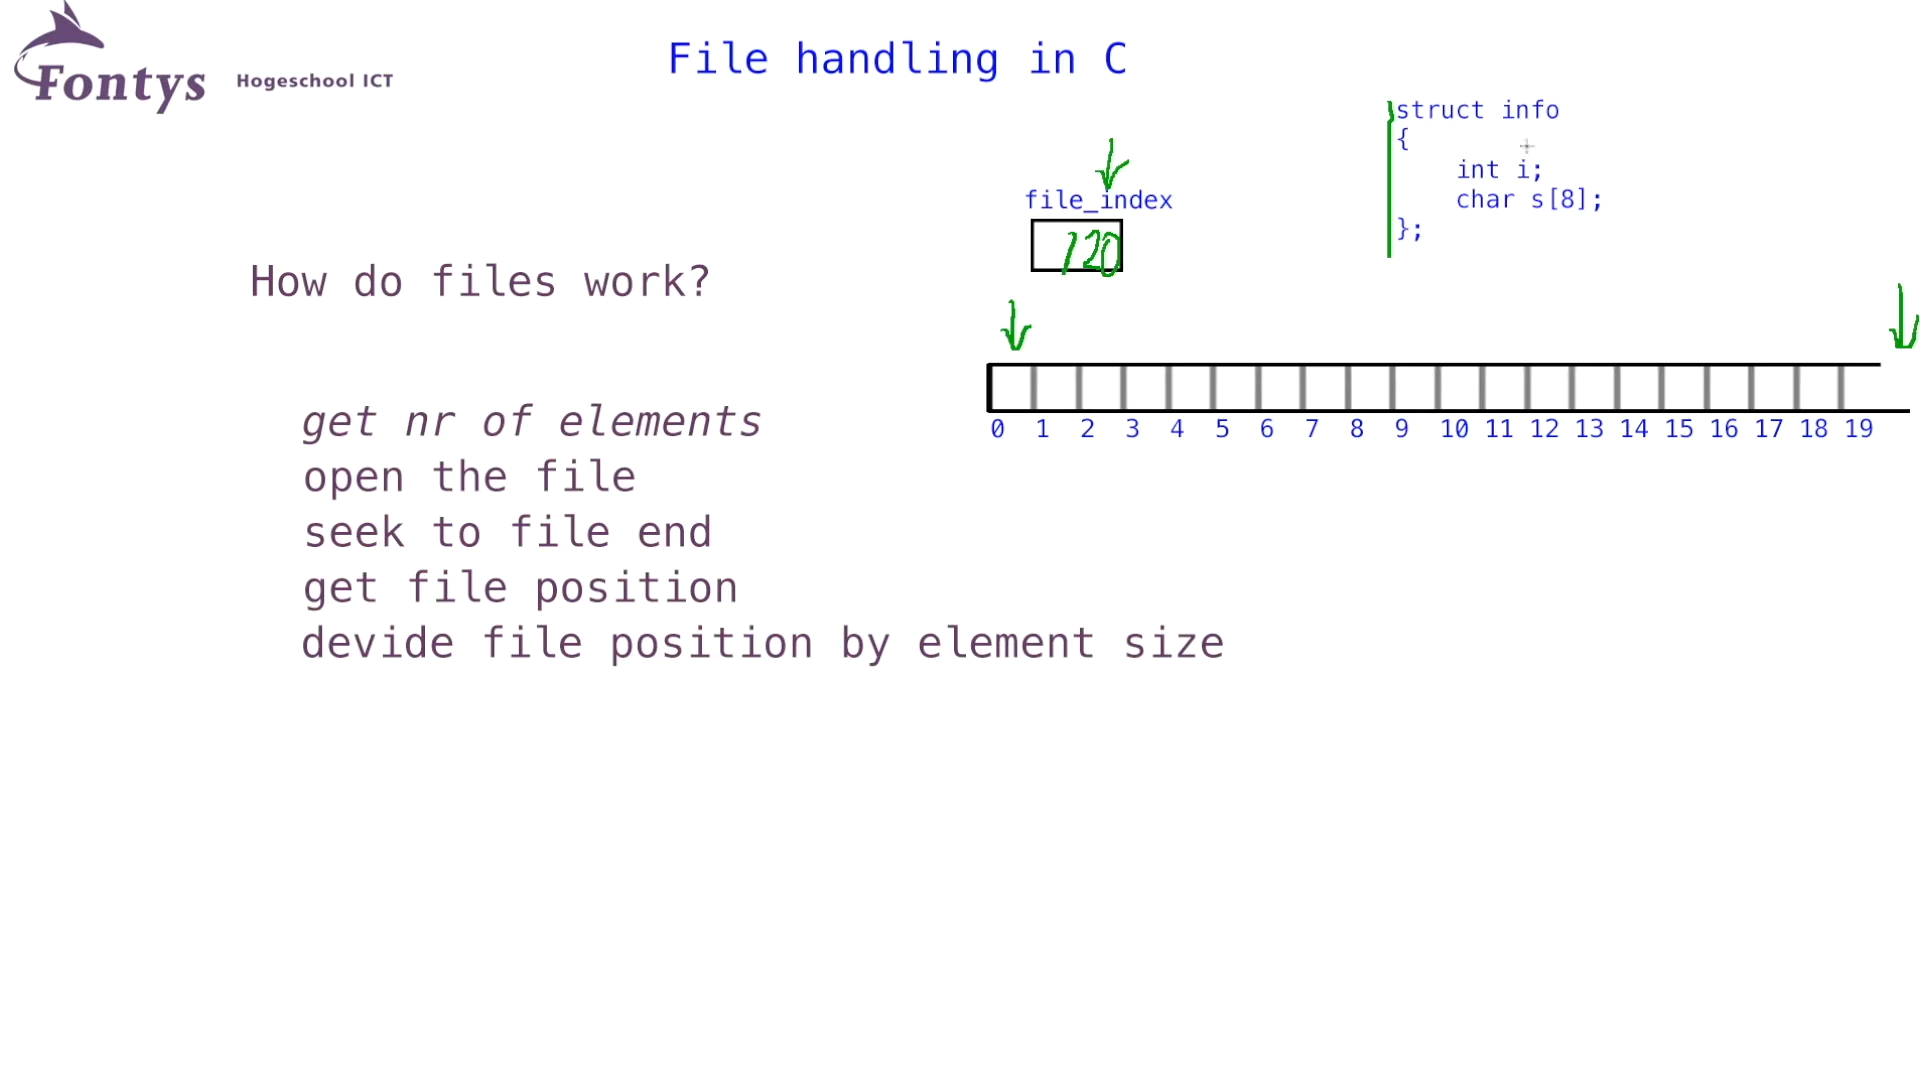 Fontys Hogeschool ICT
File handling in C
struct info
{
int i;
char s[8];
};
file_index
120
How do files work?
0 1 2 3 4 5 6 7 8 9 10 11 12 13 14 15 16 17 18 19
get nr of elements
open the file
seek to file end
get file position
devide file position by element size